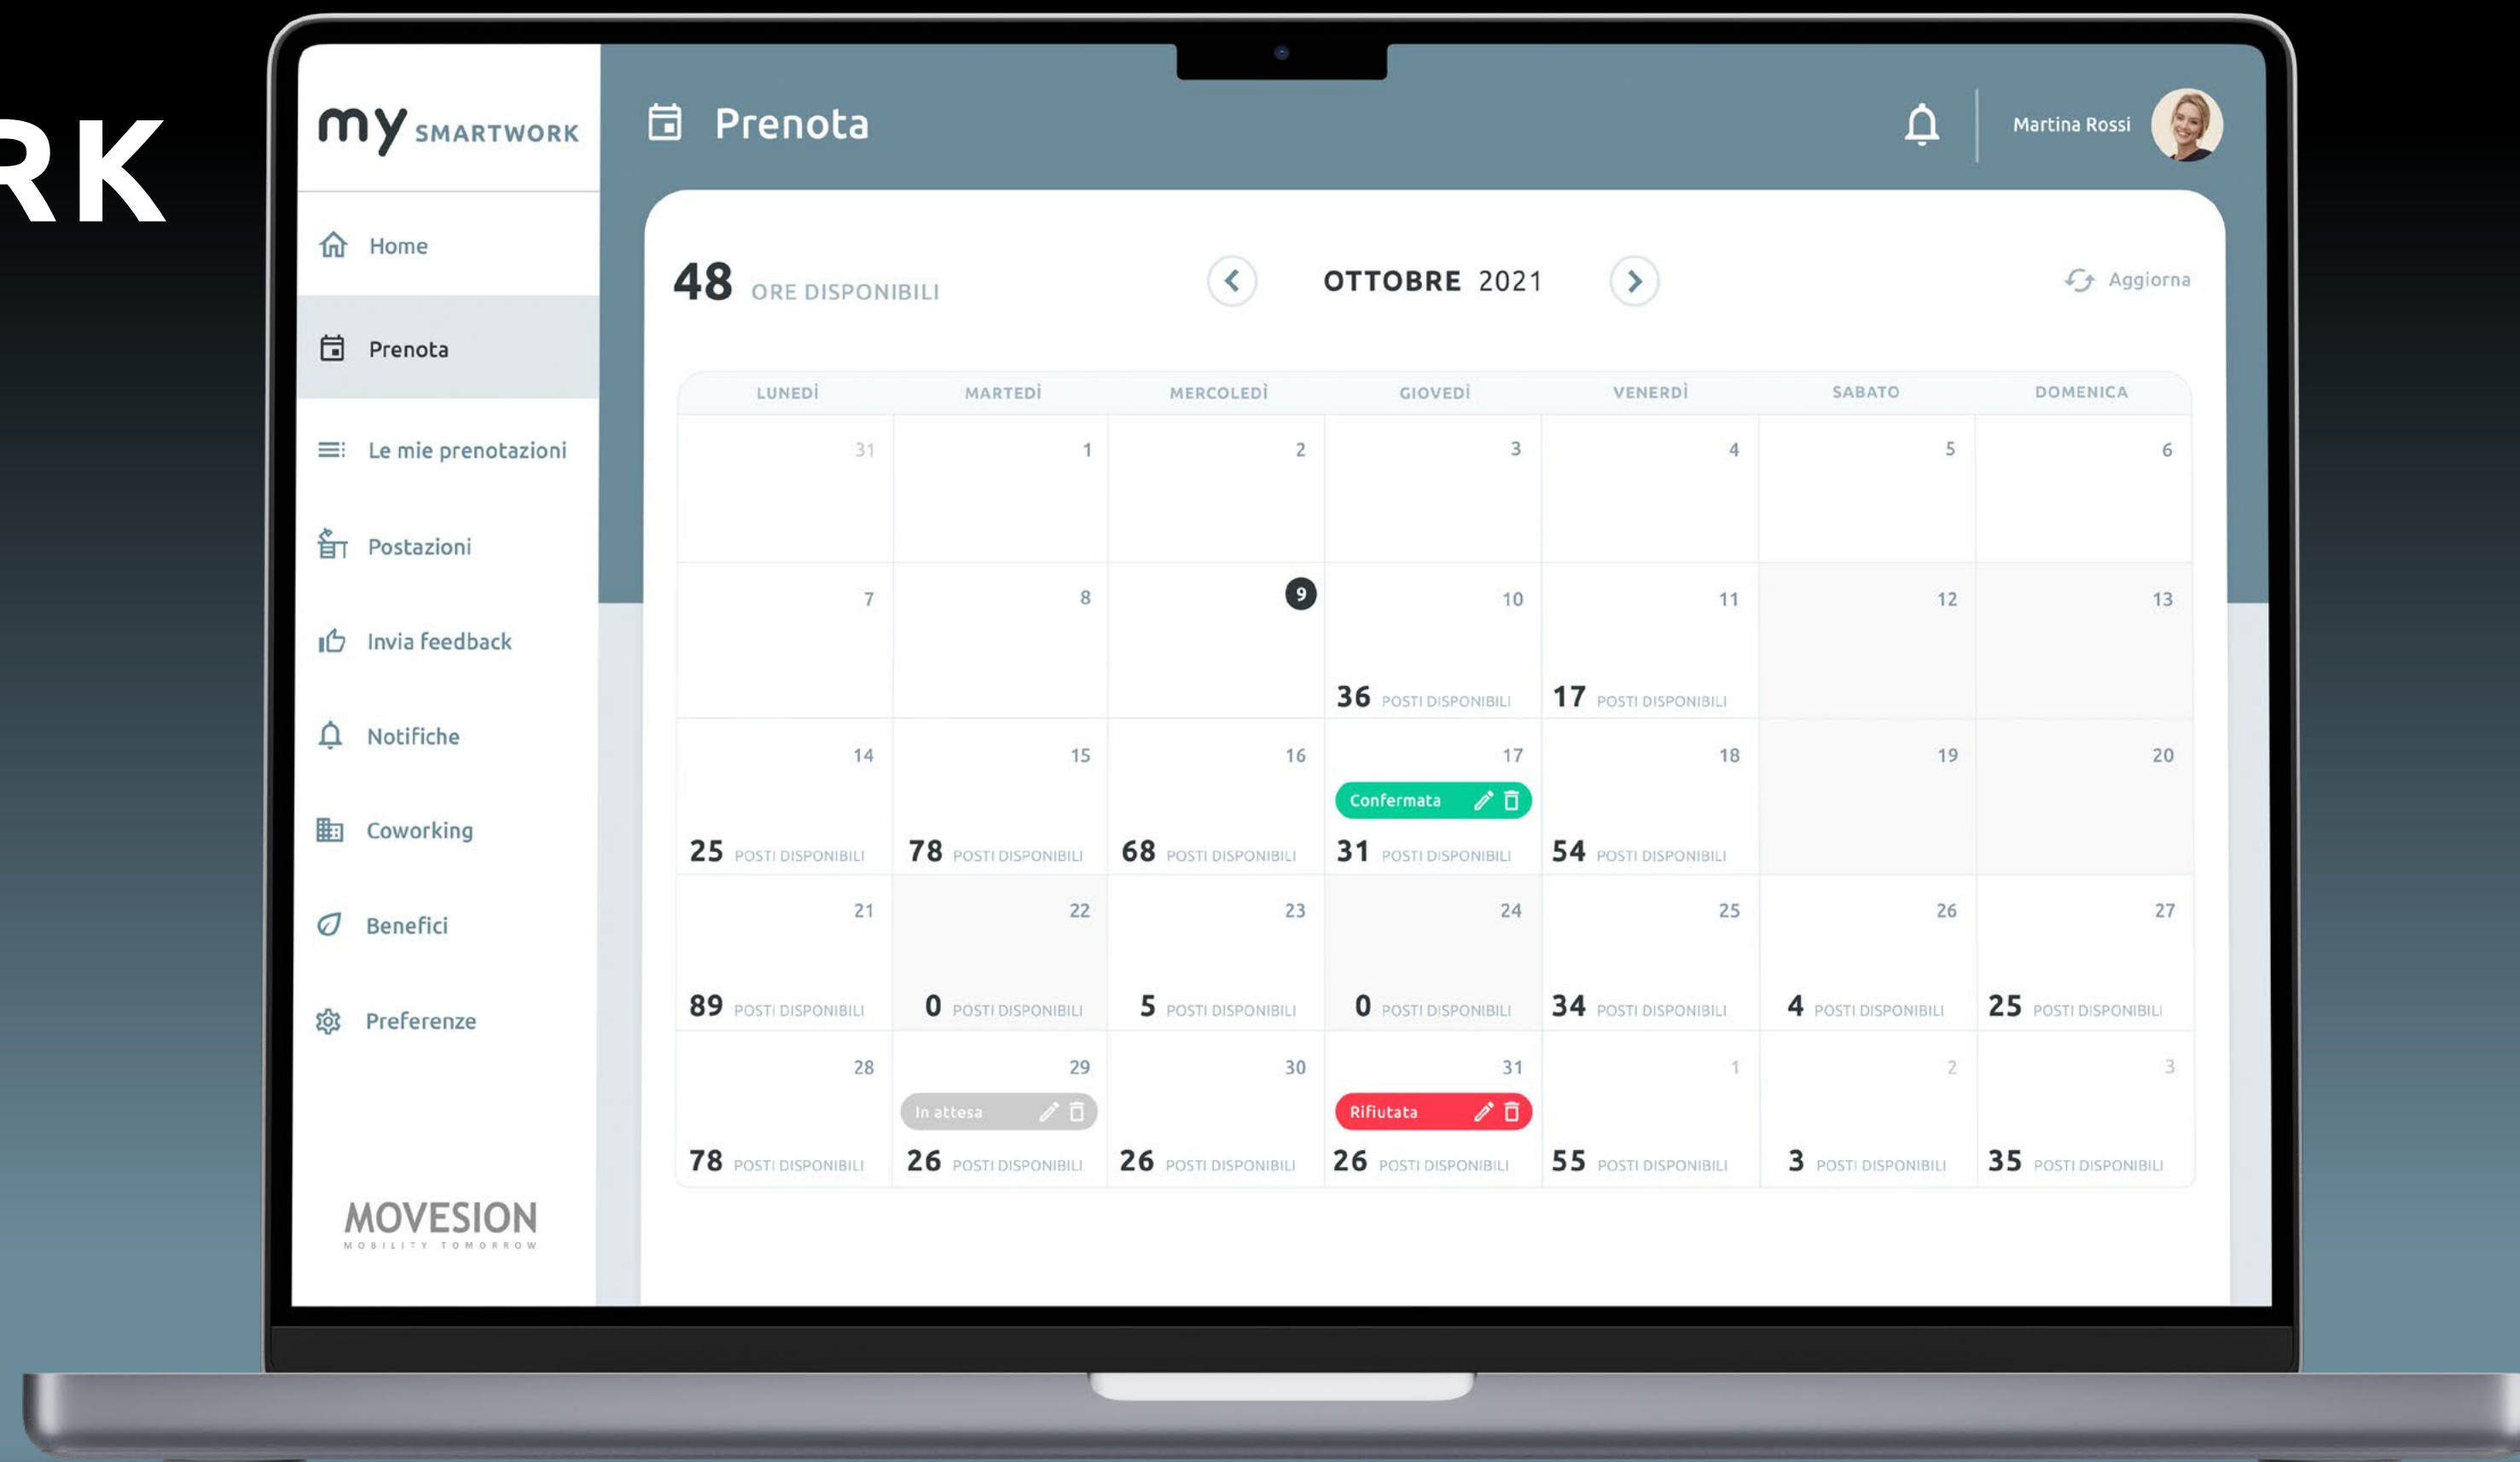 RK
my SMARTWORK
Prenota
Martina Rossi
Home
Prenota
Le mie prenotazioni
Postazioni
Invia feedback
Notifiche
Coworking
Benefici
Preferenze
MOVESION
MOBILITY TOMORROW
48 ORE DISPONIBILI
OTTOBRE 2021
Aggiorna
LUNEDÌ MARTEDÌ MERCOLEDÌ GIOVEDÌ VENERDÌ SABATO DOMENICA
31 1 2 3 4 5 6
7 8 9 10 11 12 13
36 POSTI DISPONIBILI 17 POSTI DISPONIBILI
14 15 16 17 18 19 20
Confermata
25 POSTI DISPONIBILI 78 POSTI DISPONIBILI 68 POSTI DISPONIBILI 31 POSTI DISPONIBILI 54 POSTI DISPONIBILI
21 22 23 24 25 26 27
89 POSTI DISPONIBILI 0 POSTI DISPONIBILI 5 POSTI DISPONIBILI 0 POSTI DISPONIBILI 34 POSTI DISPONIBILI 4 POSTI DISPONIBILI 25 POSTI DISPONIBILI
28 29 30 31 1 2 3
In attesa Rifiutata
78 POSTI DISPONIBILI 26 POSTI DISPONIBILI 26 POSTI DISPONIBILI 26 POSTI DISPONIBILI 55 POSTI DISPONIBILI 3 POSTI DISPONIBILI 35 POSTI DISPONIBILI